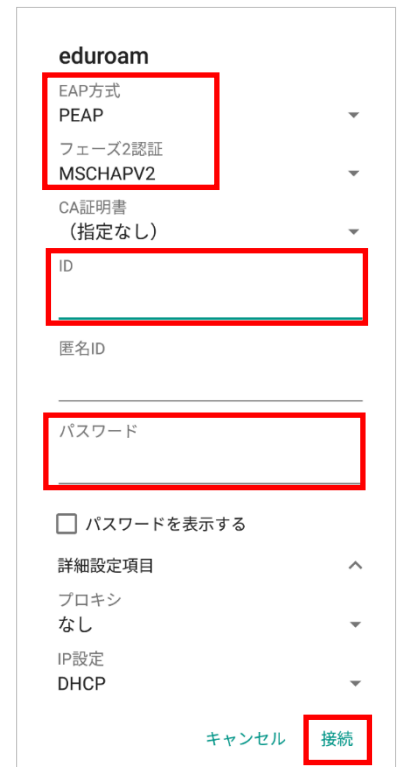 eduroam
EAP方式
PEAP
フェーズ2認証
MSCHAPV2
CA証明書
（指定なし）
ID
匿名ID
パスワード
パスワードを表示する
詳細設定項目
プロキシ
なし
IP設定
DHCP
キャンセル 接続